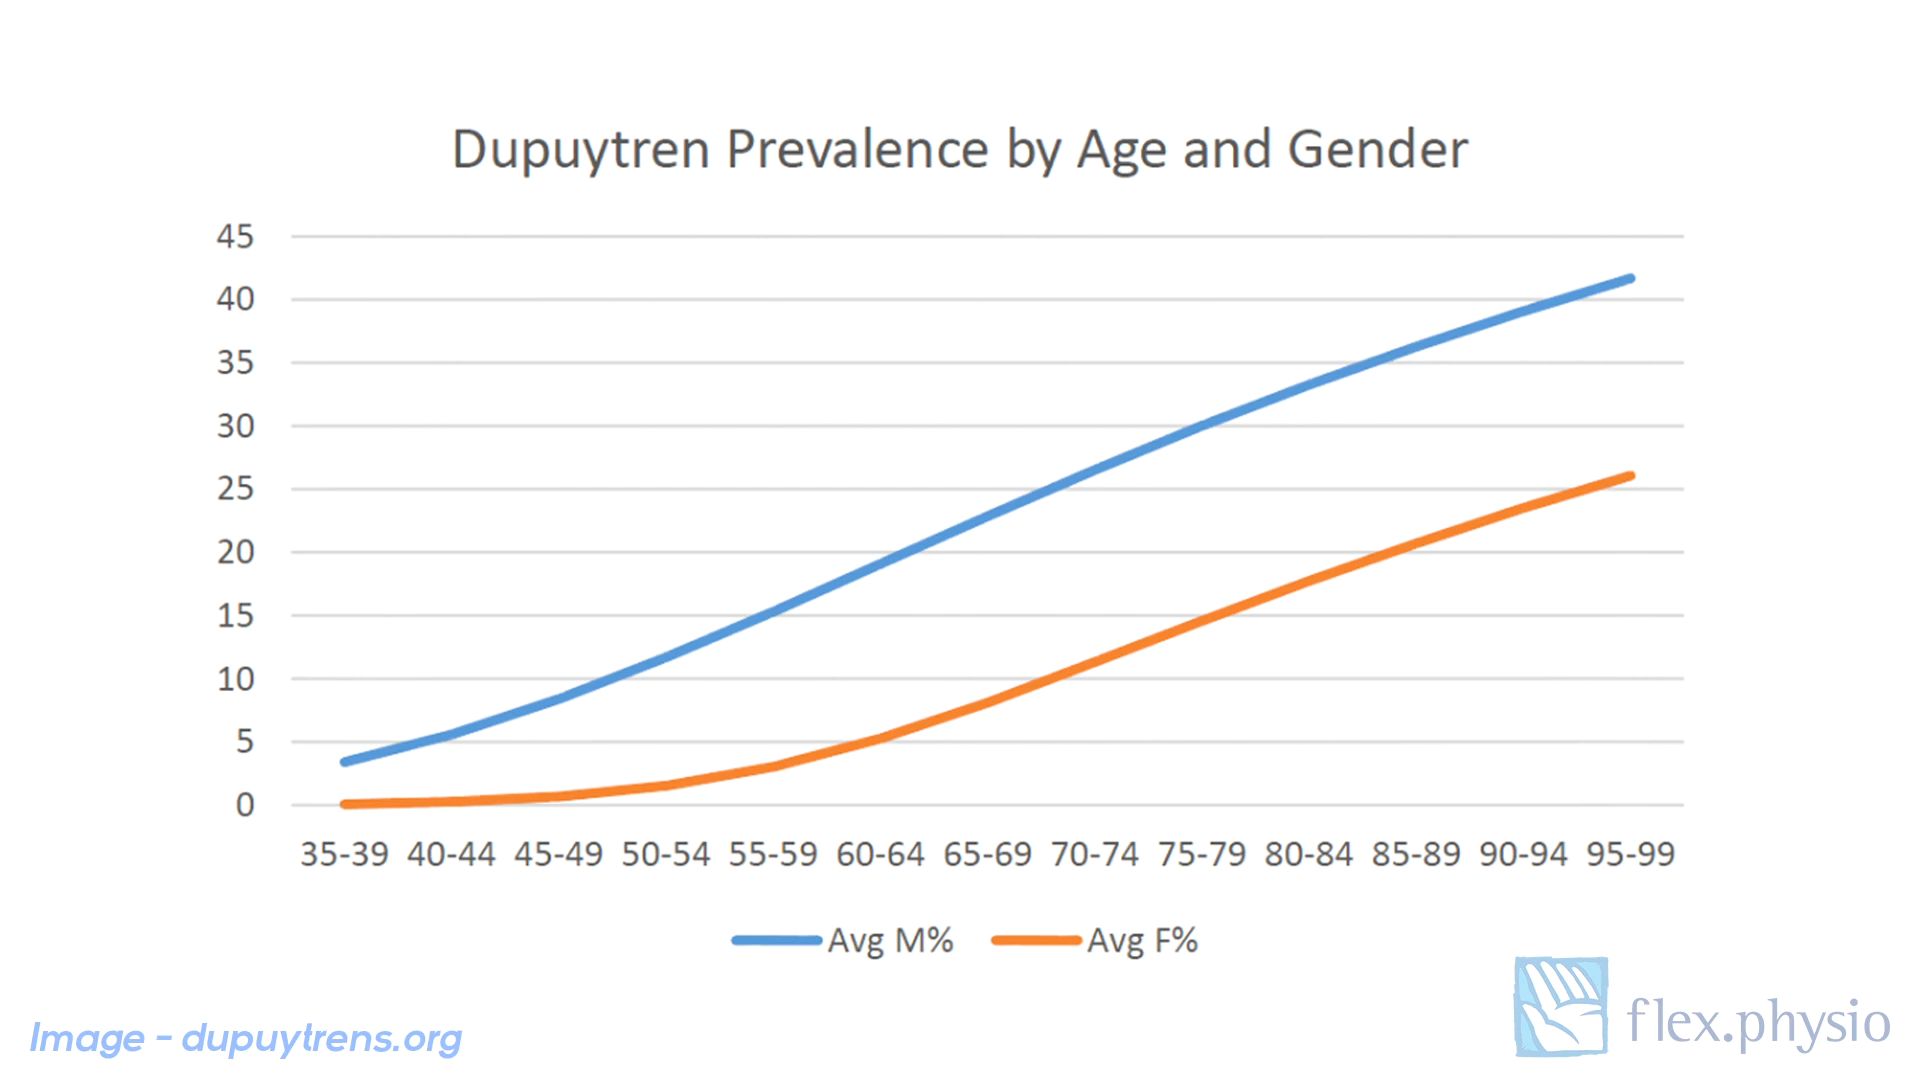 Dupuytren Prevalence by Age and Gender
45
40
35
30
25
20
15
10
5
0
35-39 40-44 45-49 50-54 55-59 60-64 65-69 70-74 75-79 80-84 85-89 90-94 95-99
Avg M% Avg F%
Image - dupuytrens.org
flex.physio